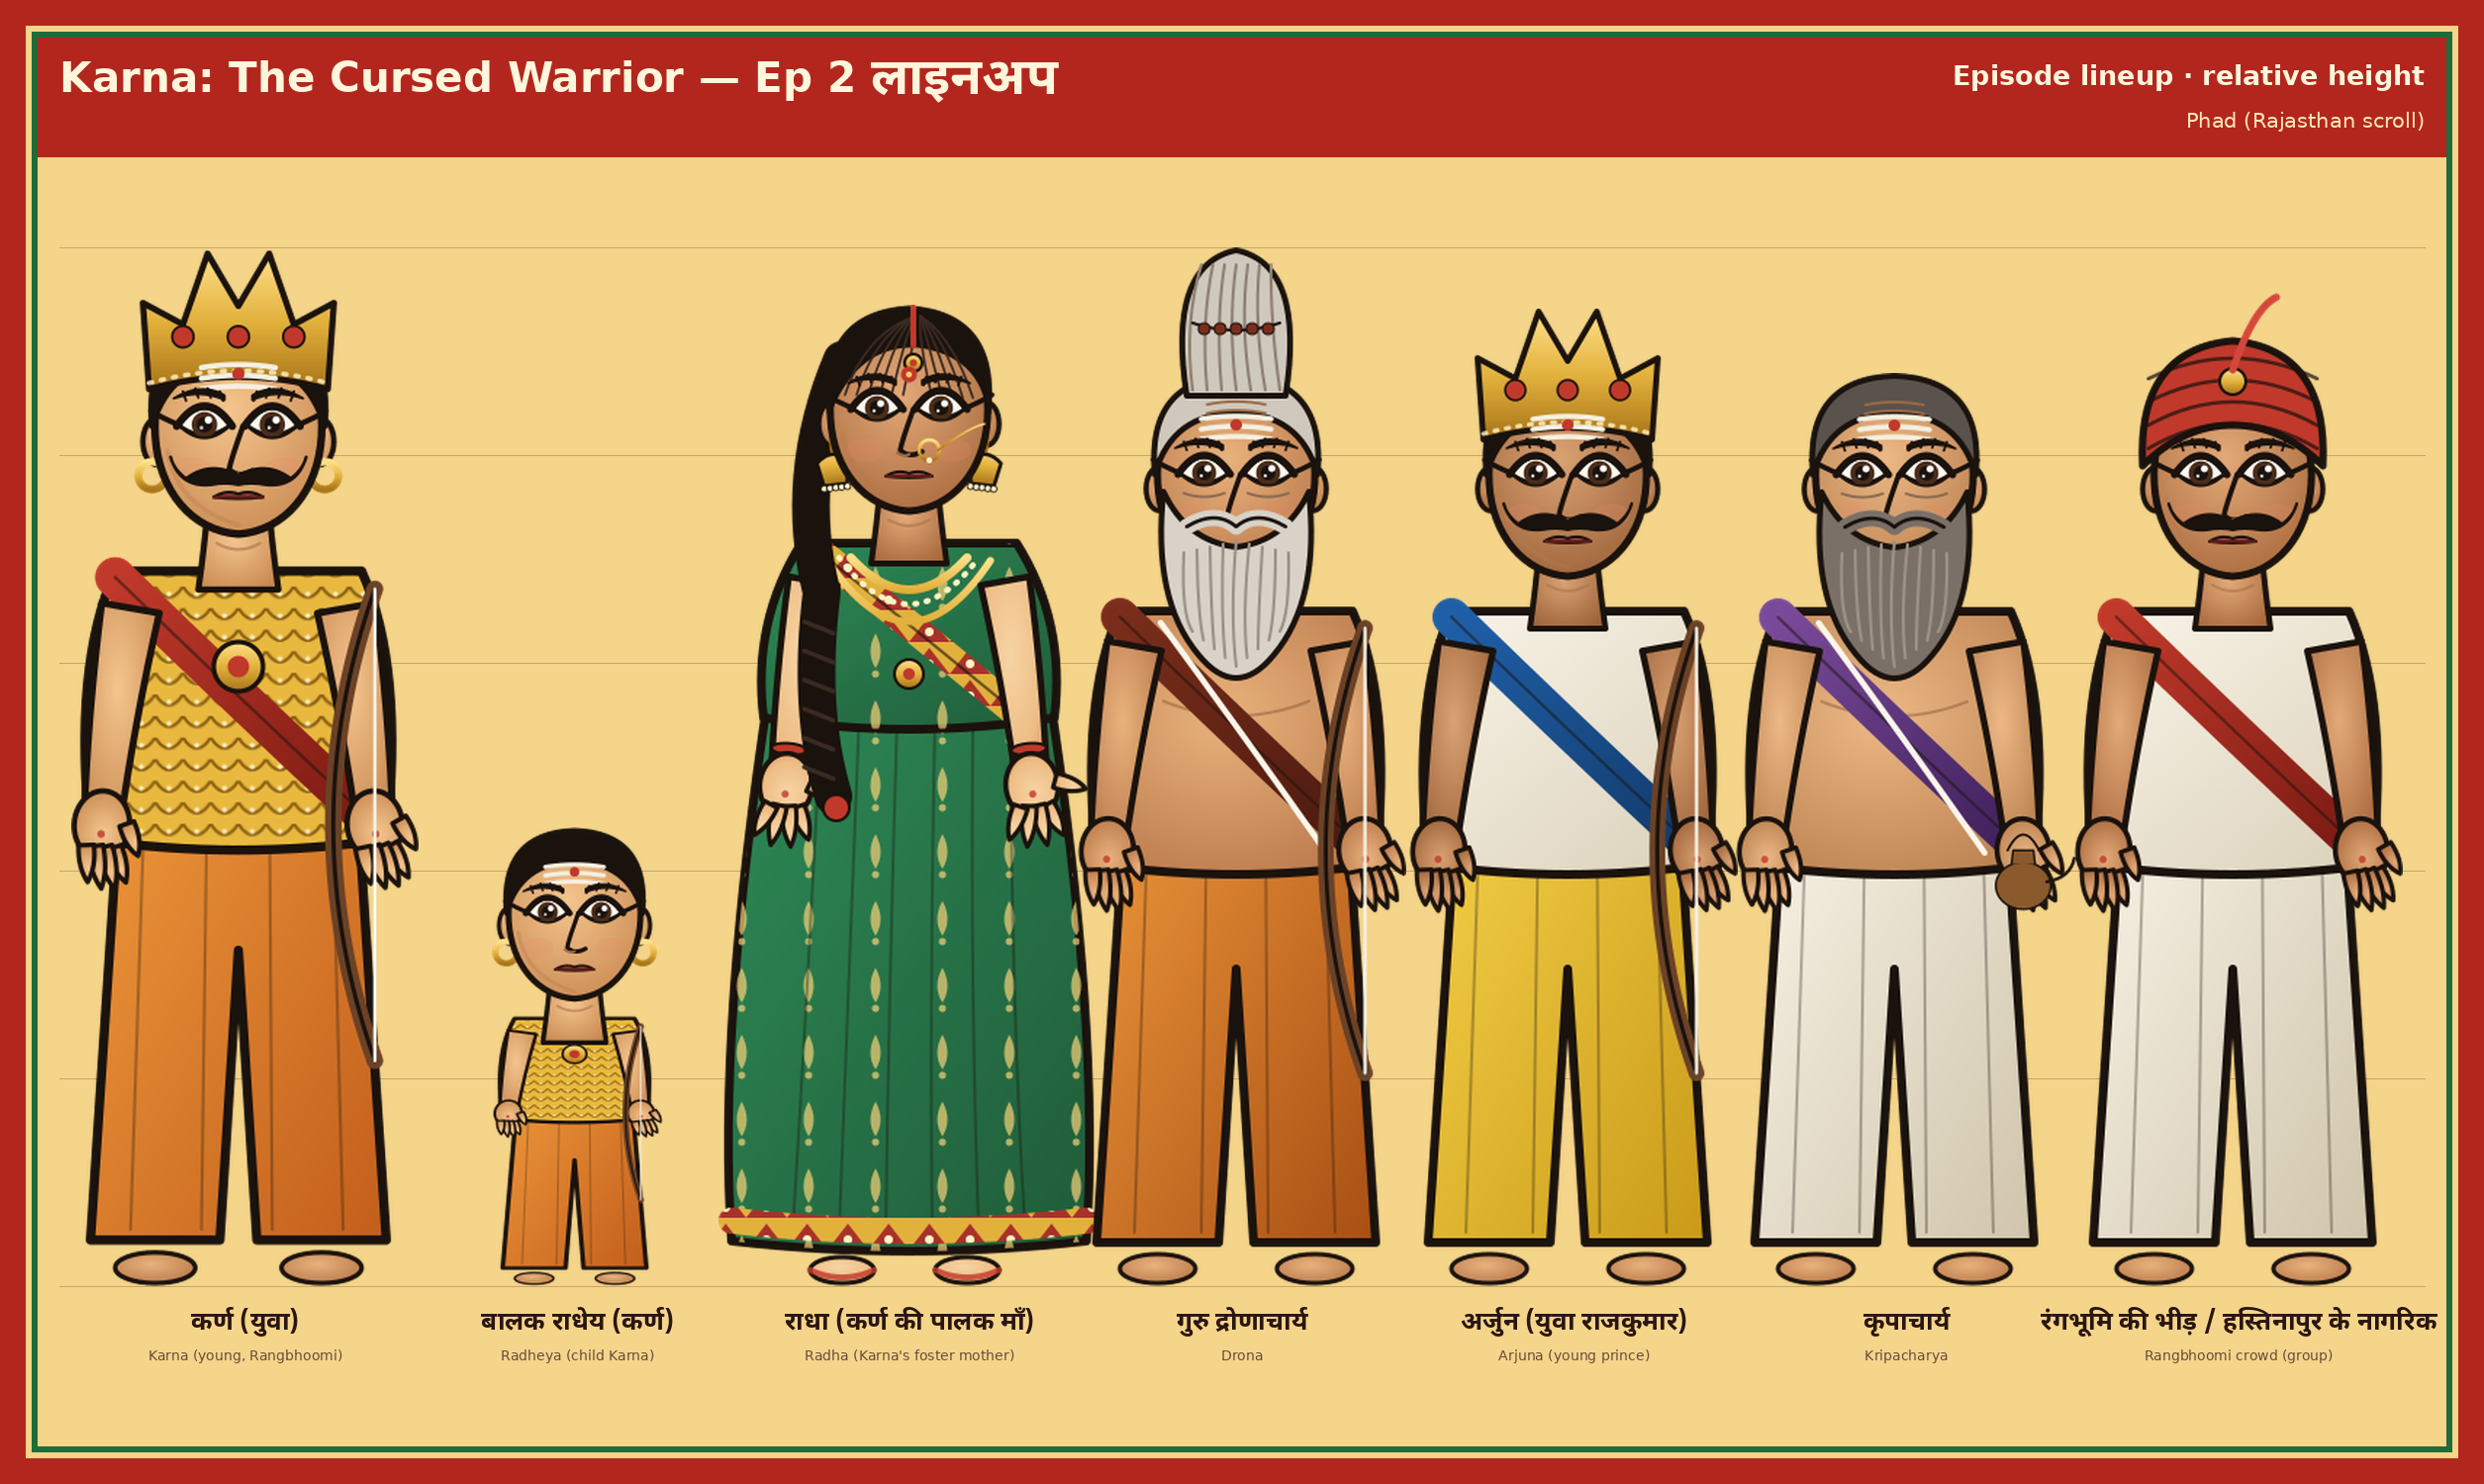 Karna: The Cursed Warrior — Ep 2 लाइनअप
Episode lineup · relative height
Phad (Rajasthan scroll)
कर्ण (युवा)
Karna (young, Rangbhoomi)
बालक राधेय (कर्ण)
Radheya (child Karna)
राधा (कर्ण की पालक माँ)
Radha (Karna's foster mother)
गुरु द्रोणाचार्य
Drona
अर्जुन (युवा राजकुमार)
Arjuna (young prince)
कृपाचार्य
Kripacharya
रंगभूमि की भीड़ / हस्तिनापुर के नागरिक
Rangbhoomi crowd (group)